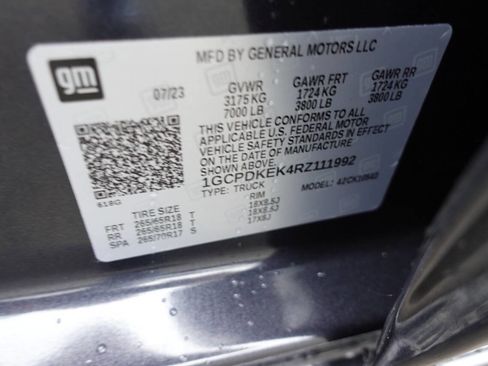 gm
MFD BY GENERAL MOTORS LLC
07/23 GVWR GAWR FRT GAWR RR
3175 KG 1724 KG 1724 KG
7000 LB 3800 LB 3800 LB
THIS VEHICLE CONFORMS TO ALL
APPLICABLE U.S. FEDERAL MOTOR
VEHICLE SAFETY STANDARDS IN EFFECT
ON THE DATE OF MANUFACTURE
SHOWN ABOVE.
1GCPDKEK4RZ111992
TYPE: TRUCK MODEL:
618G
TIRE SIZE RIM
FRT 265/65R18 T 18X8.5J
RR 265/65R18 T 18X8.5J
SPA 265/70R17 S 17X8J